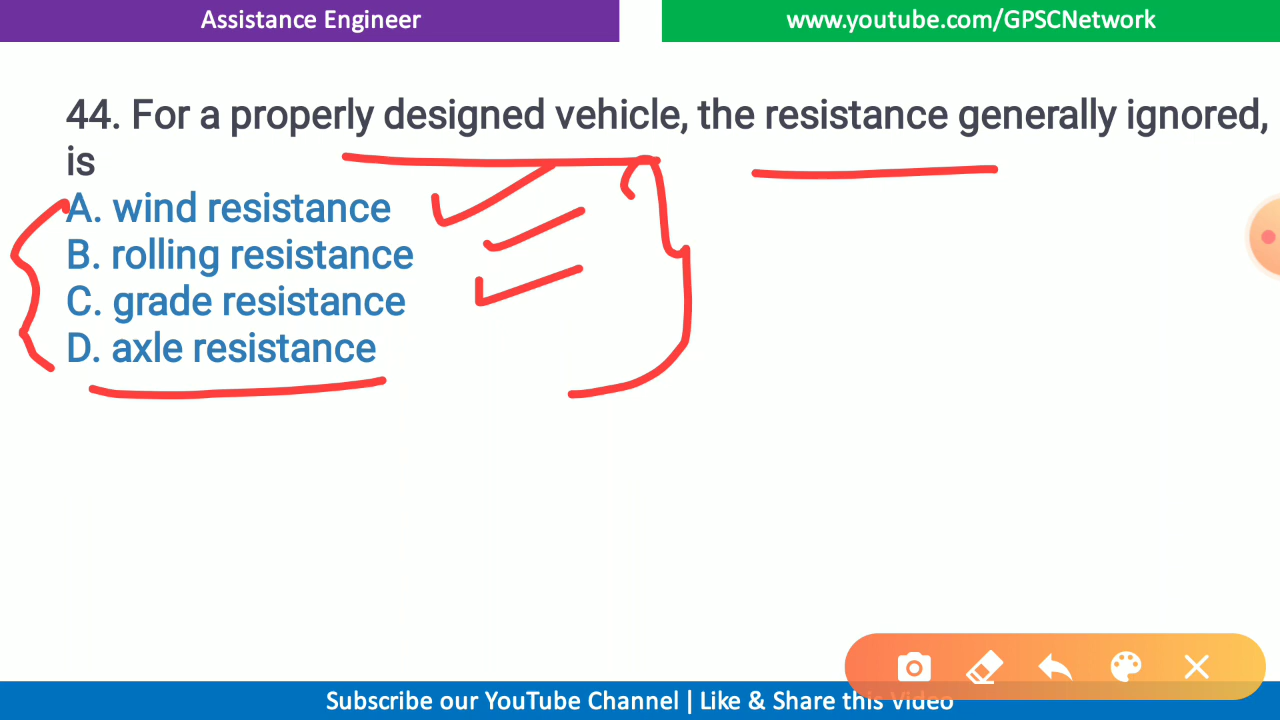 Assistance Engineer
www.youtube.com/GPSCNetwork
44. For a properly designed vehicle, the resistance generally ignored,
is
A. wind resistance
B. rolling resistance
C. grade resistance
D. axle resistance
Subscribe our YouTube Channel | Like & Share this Video